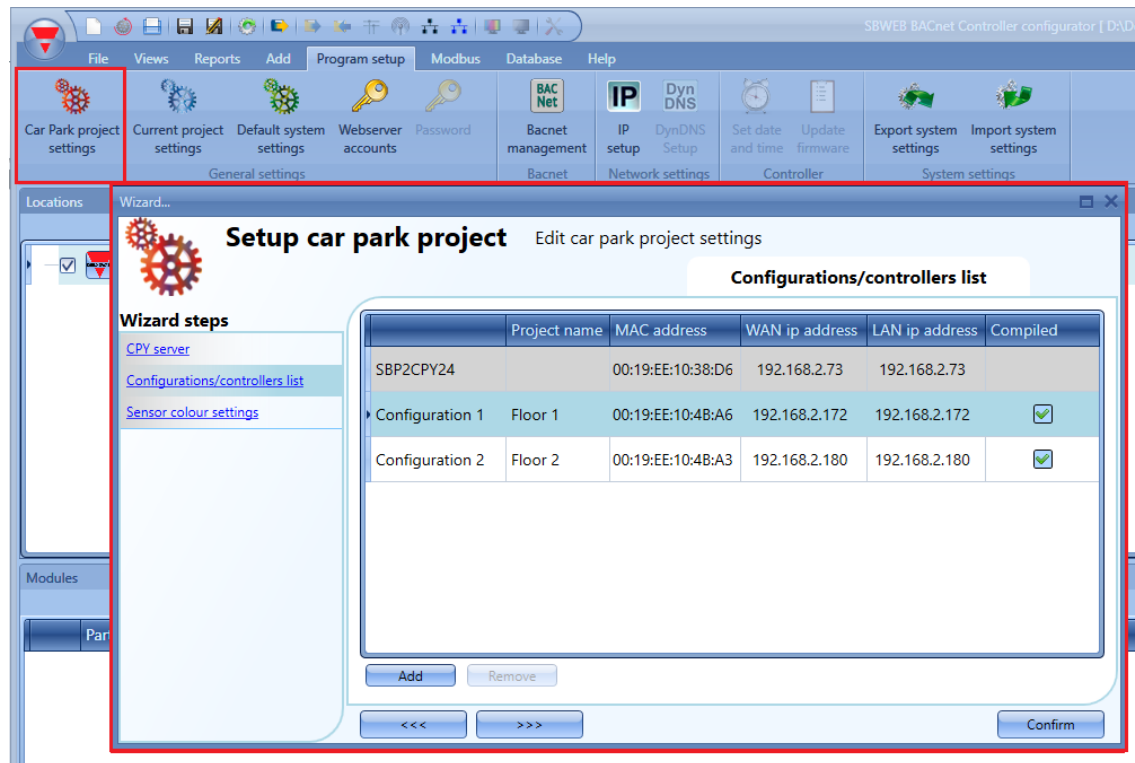 SBWEB BACnet Controller configurator [ D:\D
File Views Reports Add Program setup Modbus Database Help
BAC Net IP Dyn DNS
Car Park project settings Current project settings Default system settings Webserver accounts Password Bacnet management IP setup DynDNS Setup Set date and time Update firmware Export system settings Import system settings
General settings Bacnet Network settings Controller System settings
Locations
Wizard...
Setup car park project Edit car park project settings
Configurations/controllers list
Wizard steps
CPY server
Configurations/controllers list
Sensor colour settings
Project name MAC address WAN ip address LAN ip address Compiled
SBP2CPY24 00:19:EE:10:38:D6 192.168.2.73 192.168.2.73
Configuration 1 Floor 1 00:19:EE:10:4B:A6 192.168.2.172 192.168.2.172
Configuration 2 Floor 2 00:19:EE:10:4B:A3 192.168.2.180 192.168.2.180
Modules
Par
Add Remove
<<< >>> Confirm